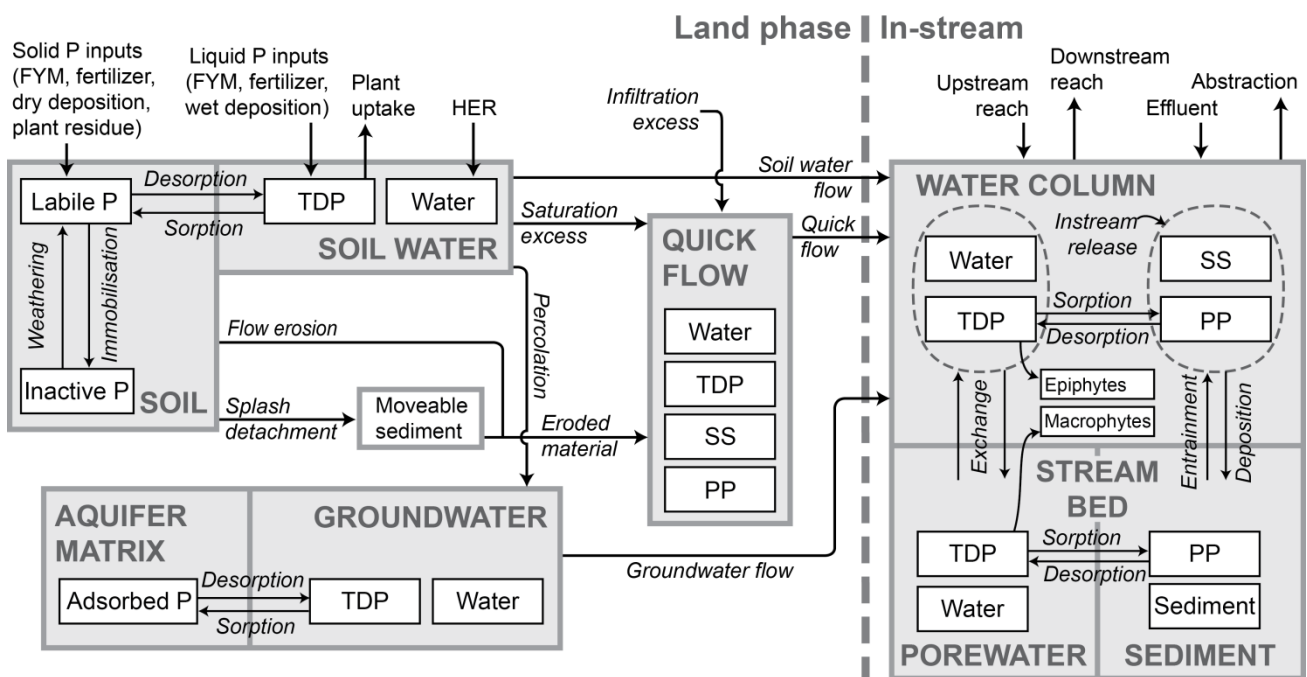 Land phase
In-stream
Solid P inputs
(FYM, fertilizer,
dry deposition,
plant residue)
Liquid P inputs
(FYM, fertilizer,
wet deposition)
Plant
uptake
HER
Infiltration
excess
Upstream
reach
Downstream
reach
Effluent
Abstraction
Labile P
Desorption
Sorption
TDP
Water
SOIL WATER
Weathering
Immobilisation
Inactive P
SOIL
Soil water
flow
Saturation
excess
Percolation
Flow erosion
Splash
detachment
Moveable
sediment
Eroded
material
QUICK
FLOW
Water
TDP
SS
PP
Quick
flow
AQUIFER
MATRIX
GROUNDWATER
Adsorbed P
Desorption
Sorption
TDP
Water
Groundwater flow
WATER COLUMN
Instream
release
Water
SS
TDP
Sorption
Desorption
PP
Epiphytes
Macrophytes
Exchange
Entrainment
Deposition
STREAM
BED
TDP
Sorption
Desorption
PP
Water
Sediment
POREWATER
SEDIMENT